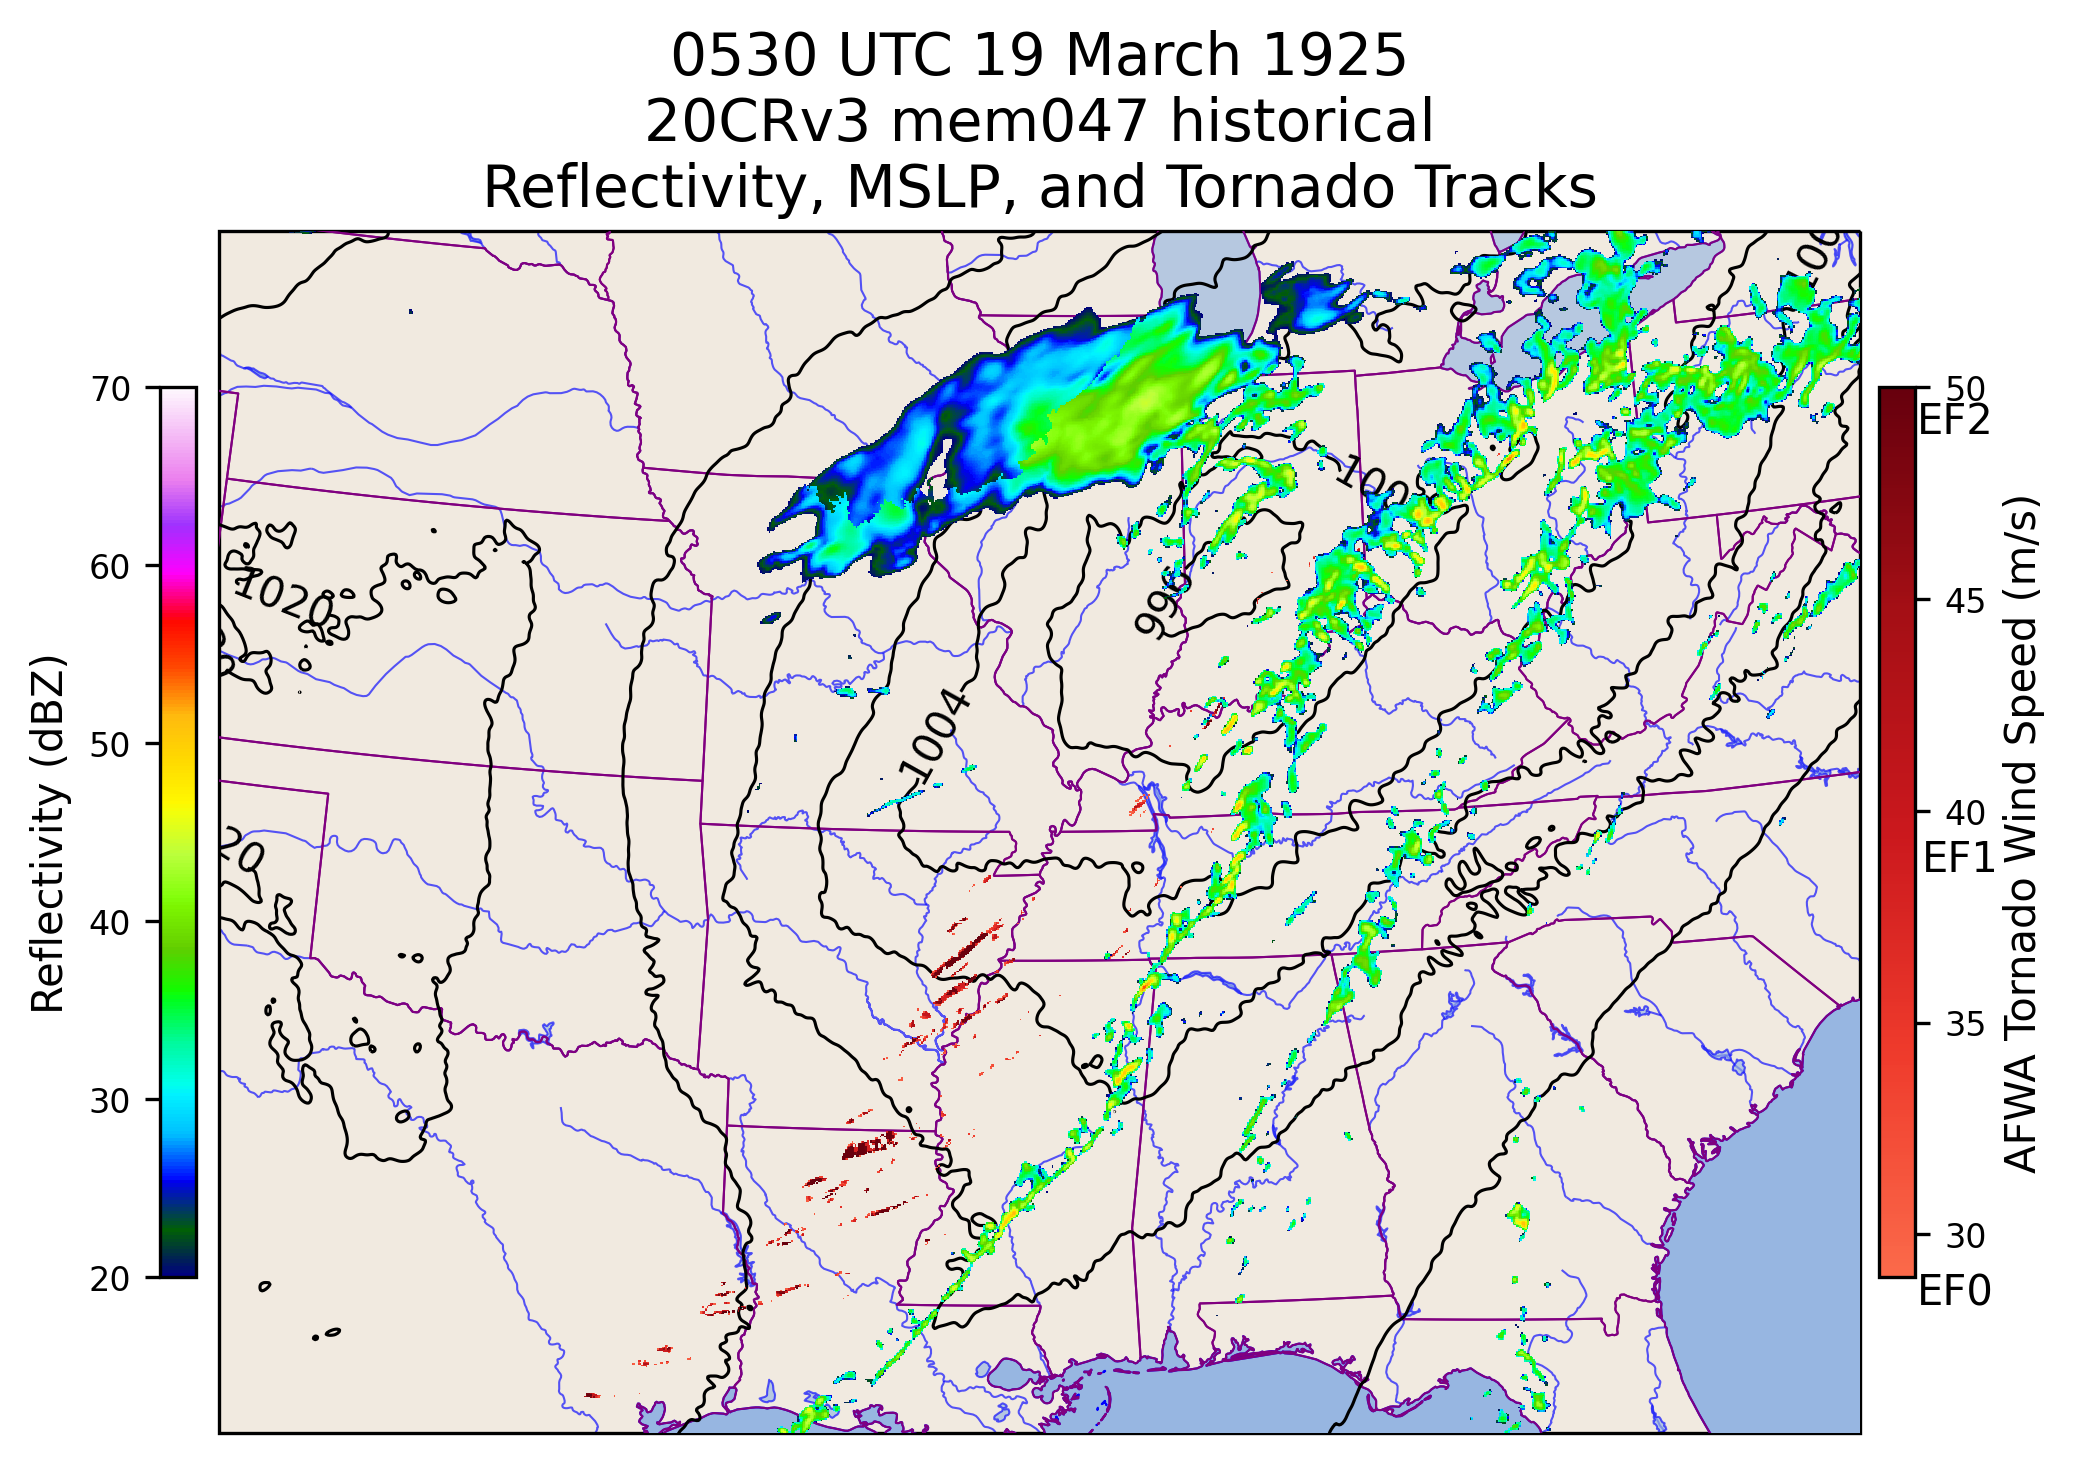 0530 UTC 19 March 1925
20CRv3 mem047 historical
Reflectivity, MSLP, and Tornado Tracks
Reflectivity (dBZ)
70
60
50
40
30
20
1020
20
1004
996
100
100
50
EF2
45
40
EF1
35
30
EF0
AFWA Tornado Wind Speed (m/s)